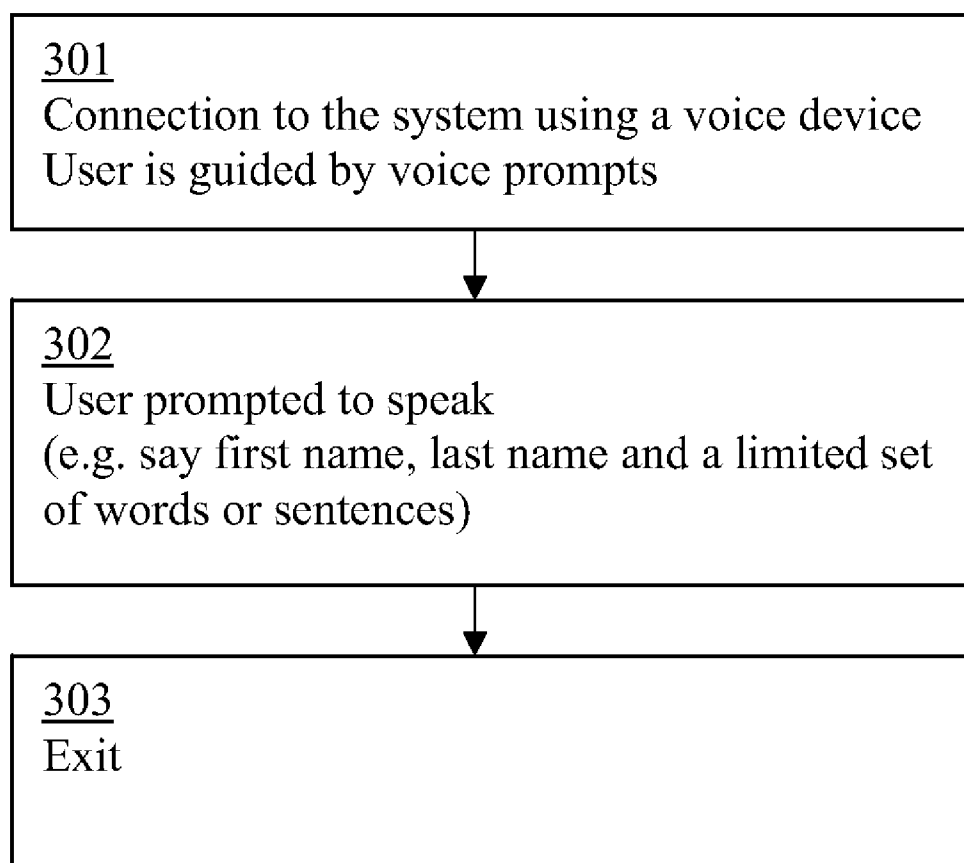 301
Connection to the system using a voice device
User is guided by voice prompts
302
User prompted to speak
(e.g. say first name, last name and a limited set
of words or sentences)
303
Exit